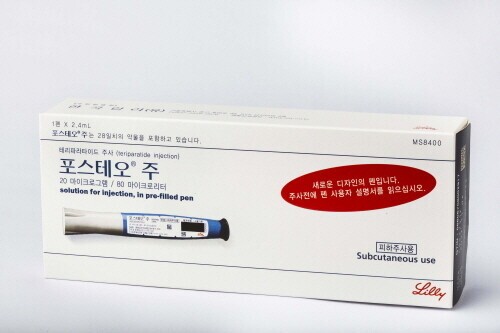 1펜 X 2.4mL
포스테오®주는 28일치의 약물을 포함하고 있습니다.
MS8400
테리파라타이드 주사 (teriparatide injection)
포스테오® 주
20 마이크로그램 / 80 마이크로리터
solution for injection, in pre-filled pen
새로운 디자인의 펜입니다.
주사전에 펜 사용자 설명서를 읽으십시오.
포스테오® 주
피하주사용
Subcutaneous use
Lilly